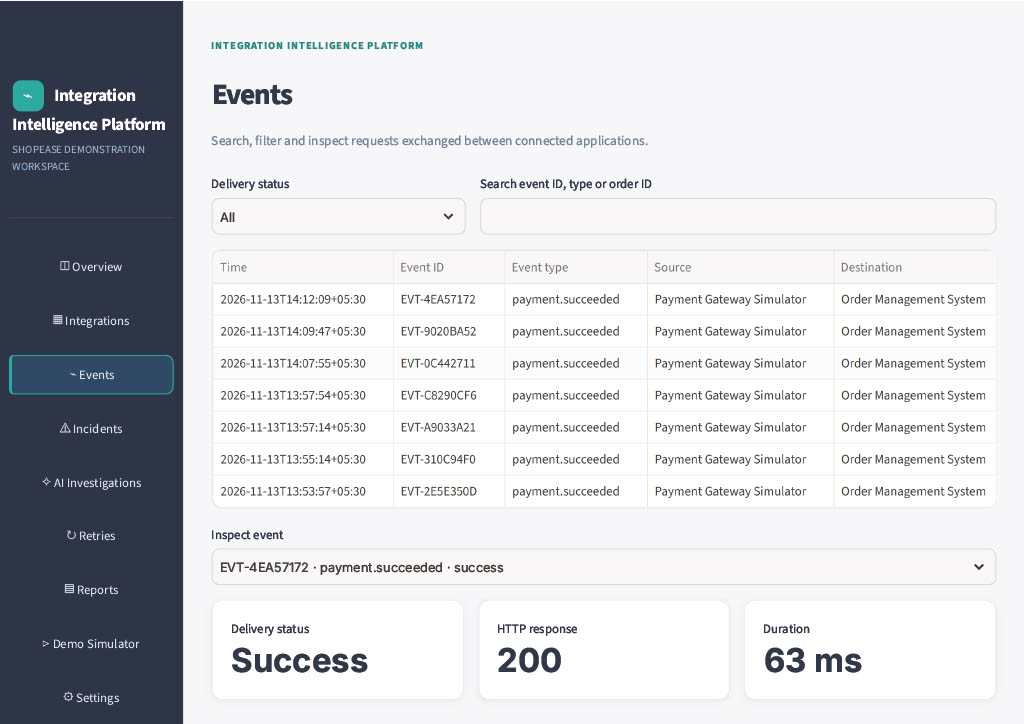 Integration
Intelligence Platform
SHOPEASE DEMONSTRATION
WORKSPACE
Overview
Integrations
Events
Incidents
AI Investigations
Retries
Reports
Demo Simulator
Settings
INTEGRATION INTELLIGENCE PLATFORM
Events
Search, filter and inspect requests exchanged between connected applications.
Delivery status Search event ID, type or order ID
All
Time Event ID Event type Source Destination
2026-11-13T14:12:09+05:30 EVT-4EA57172 payment.succeeded Payment Gateway Simulator Order Management System
2026-11-13T14:09:47+05:30 EVT-9020BA52 payment.succeeded Payment Gateway Simulator Order Management System
2026-11-13T14:07:55+05:30 EVT-0C442711 payment.succeeded Payment Gateway Simulator Order Management System
2026-11-13T13:57:54+05:30 EVT-C8290CF6 payment.succeeded Payment Gateway Simulator Order Management System
2026-11-13T13:57:14+05:30 EVT-A9033A21 payment.succeeded Payment Gateway Simulator Order Management System
2026-11-13T13:55:14+05:30 EVT-310C94F0 payment.succeeded Payment Gateway Simulator Order Management System
2026-11-13T13:53:57+05:30 EVT-2E5E350D payment.succeeded Payment Gateway Simulator Order Management System
Inspect event
EVT-4EA57172 · payment.succeeded · success
Delivery status HTTP response Duration
Success 200 63 ms